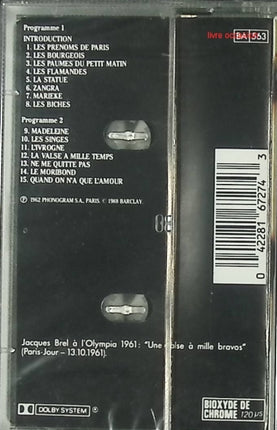 Programme 1
INTRODUCTION
1. LES PRENOMS DE PARIS
2. LES BOURGEOIS
3. LES PAUMES DU PETIT MATIN
4. LES FLAMANDES
5. LA STATUE
6. ZANGRA
7. MARIEKE
8. LES BICHES
Programme 2
9. MADELEINE
10. LES SINGES
11. L'IVROGNE
12. LA VALSE A MILLE TEMPS
13. NE ME QUITTE PAS
14. LE MORIBOND
15. QUAND ON N'A QUE L'AMOUR
℗ 1962 PHONOGRAM S.A., PARIS. © 1988 BARCLAY.
Jacques Brel à l'Olympia 1961: "Une valse à mille bravos"
(Paris-Jour – 13.10.1961).
DOLBY SYSTEM ®
livre
BA 563
0 42281 67274 3
BIOXYDE DE
CHROME 120 µs